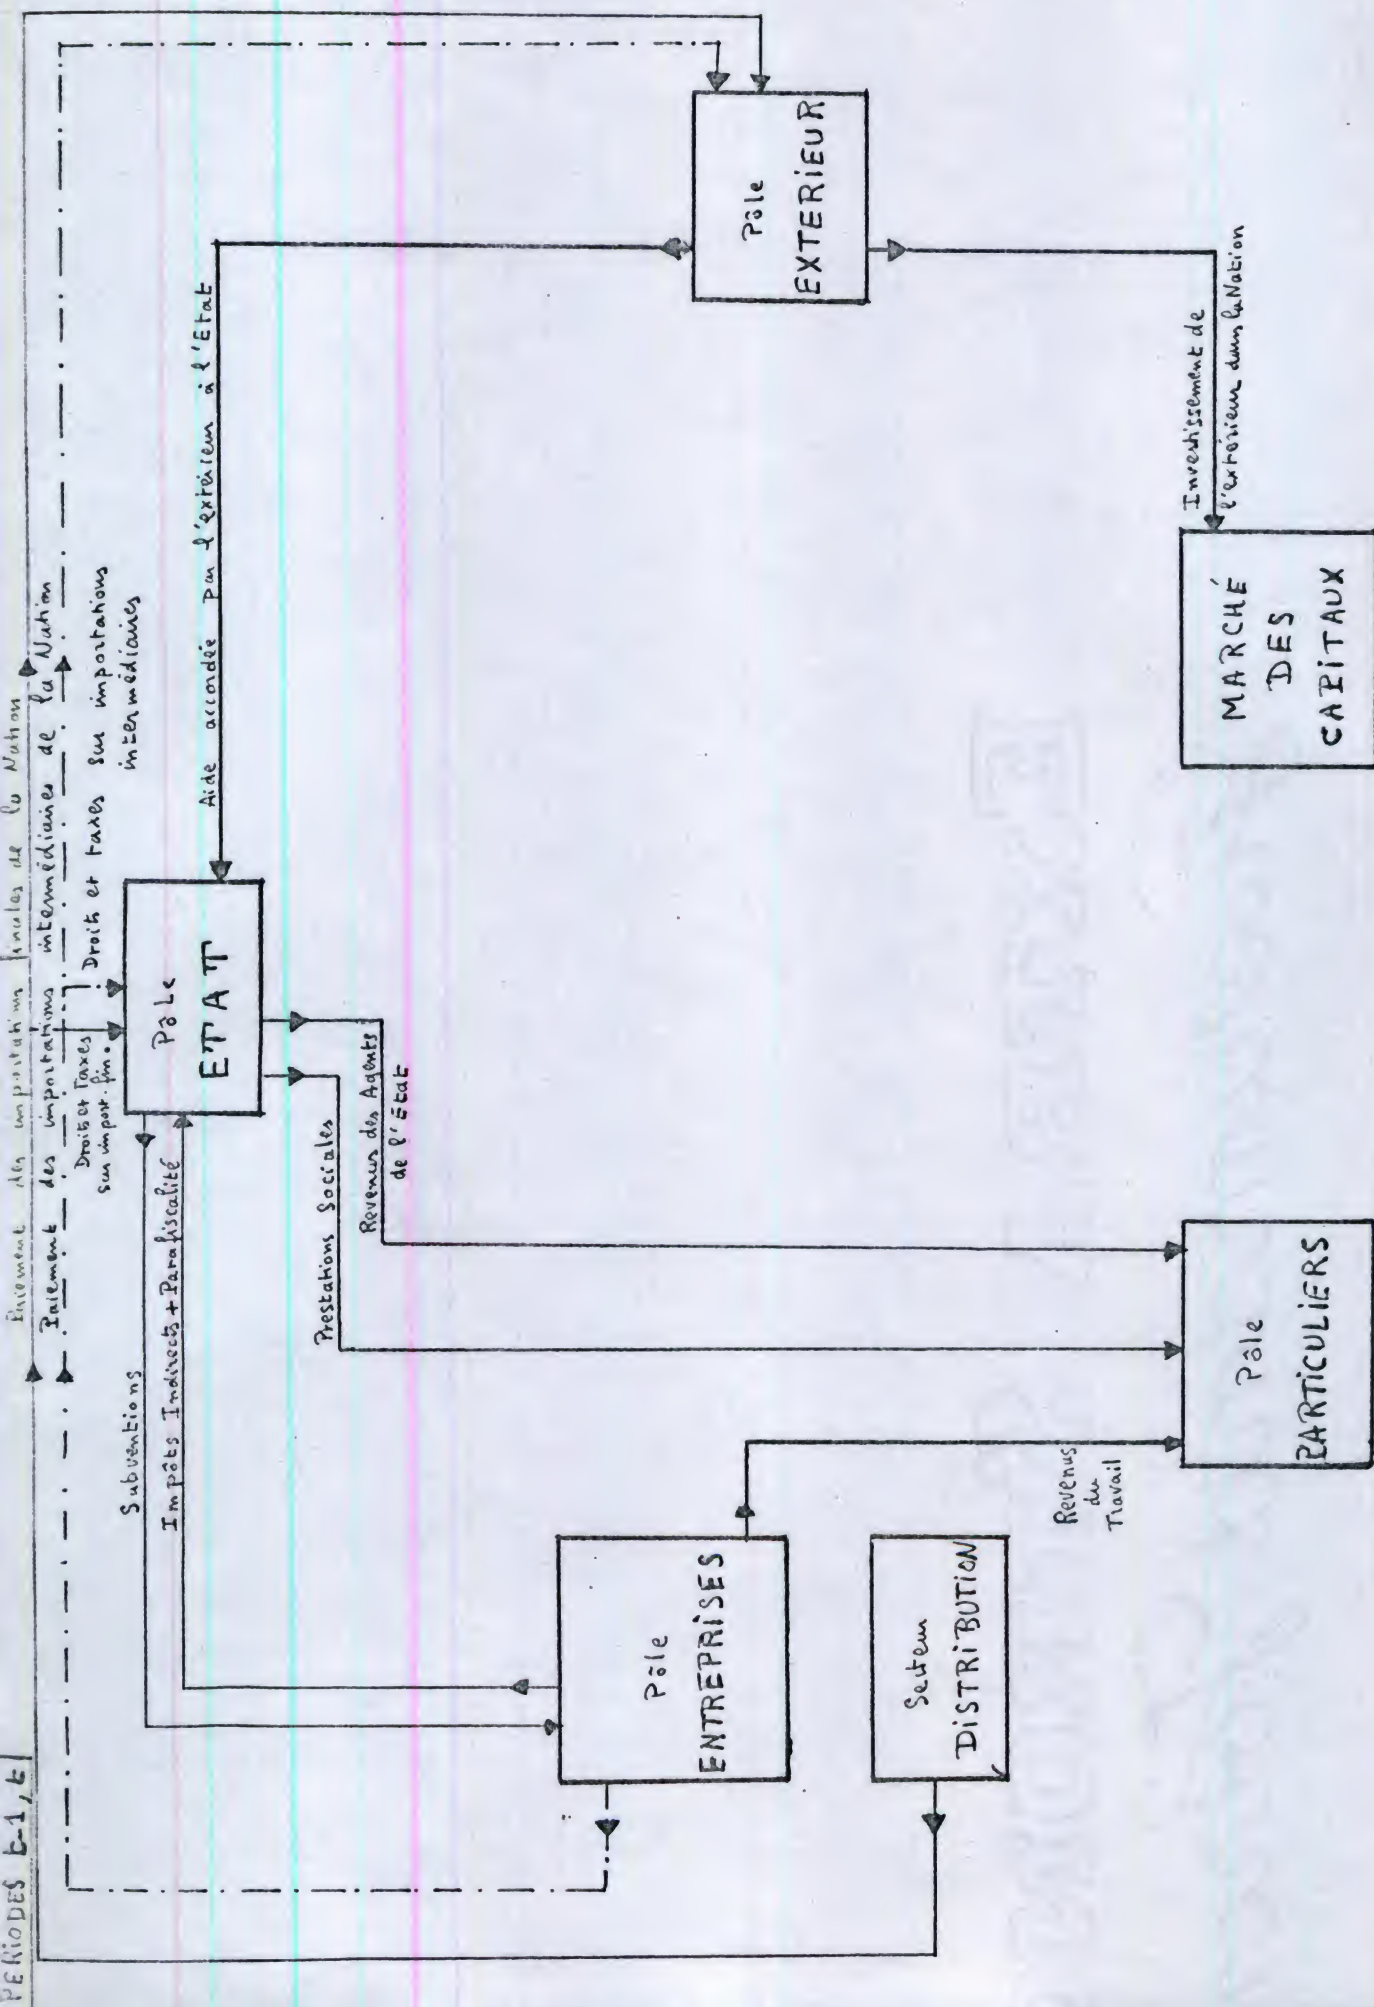 PERIODES t-1, t
Paiement des importations finales de la Nation
Paiement des importations intermédiaires de la Nation
Droits et Taxes
sur import. fin.
Droits et taxes sur importations
intermédiaires
Subventions
Impôts Indirects + Parafiscalité
Pôle
ETAT
Aide accordée par l'extérieur à l'Etat
Prestations Sociales
Revenus des Agents
de l'Etat
Pôle
ENTREPRISES
Pôle
EXTERIEUR
Secteur
DISTRIBUTION
Revenus
du
Travail
Pôle
PARTICULIERS
MARCHÉ
DES
CAPITAUX
Investissement de
l'extérieur dans la Nation